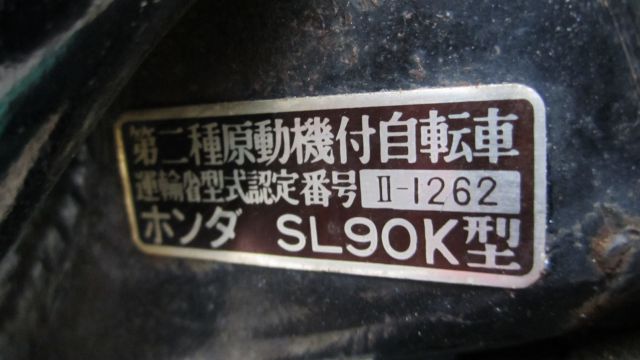 第二種原動機付自転車
運輸省型式認定番号 II-1262
ホンダ SL90K型